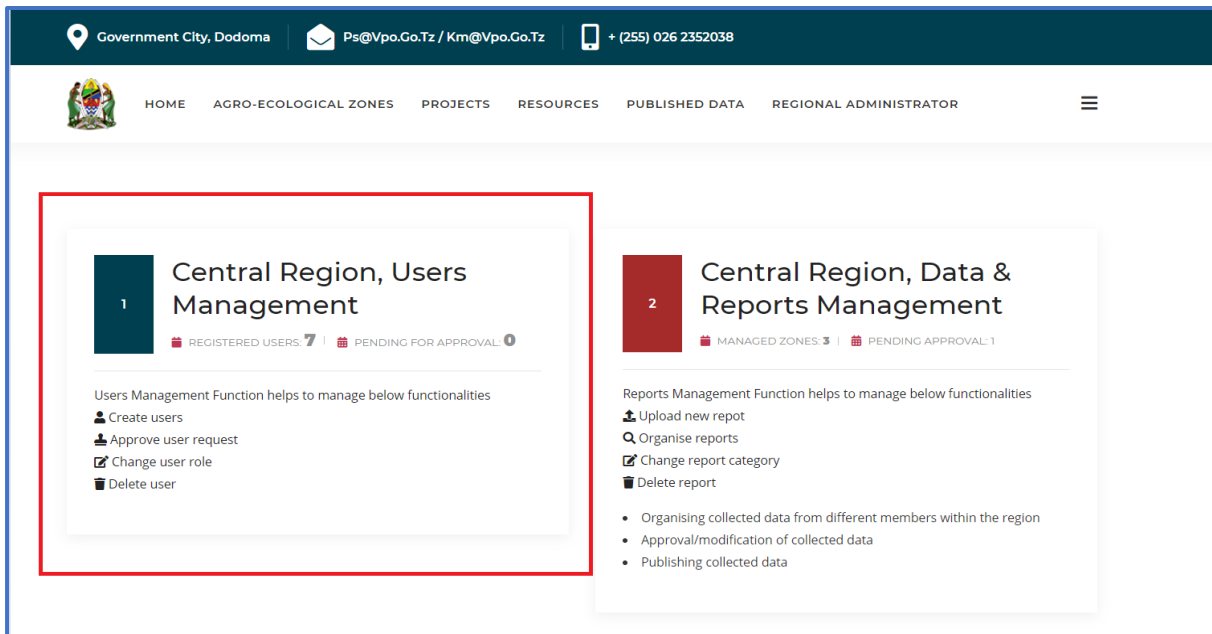 Government City, Dodoma
Ps@Vpo.Go.Tz / Km@Vpo.Go.Tz
+ (255) 026 2352038
HOME AGRO-ECOLOGICAL ZONES PROJECTS RESOURCES PUBLISHED DATA REGIONAL ADMINISTRATOR
1
Central Region, Users
Management
REGISTERED USERS: 7 PENDING FOR APPROVAL: 0
Users Management Function helps to manage below functionalities
Create users
Approve user request
Change user role
Delete user
2
Central Region, Data &
Reports Management
MANAGED ZONES: 3 PENDING APPROVAL: 1
Reports Management Function helps to manage below functionalities
Upload new repot
Organise reports
Change report category
Delete report
• Organising collected data from different members within the region
• Approval/modification of collected data
• Publishing collected data